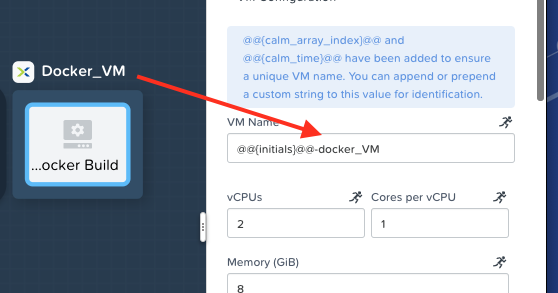 VM Configuration
@@{calm_array_index}@@ and
@@{calm_time}@@ have been added to ensure
a unique VM name. You can append or prepend
a custom string to this value for identification.
Docker_VM
...ocker Build
VM Name
@@{initials}@@-docker_VM
vCPUs
Cores per vCPU
2
1
Memory (GiB)
8